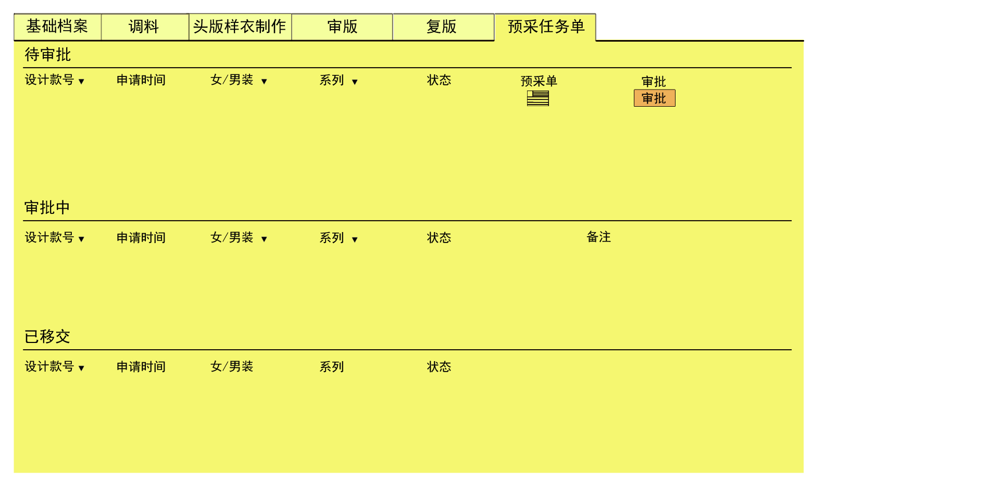 基础档案 调料 头版样衣制作 审版 复版 预采任务单
待审批
设计款号 ▼ 申请时间 女/男装 ▼ 系列 ▼ 状态 预采单 审批
审批
审批中
设计款号 ▼ 申请时间 女/男装 ▼ 系列 ▼ 状态 备注
已移交
设计款号 ▼ 申请时间 女/男装 系列 状态